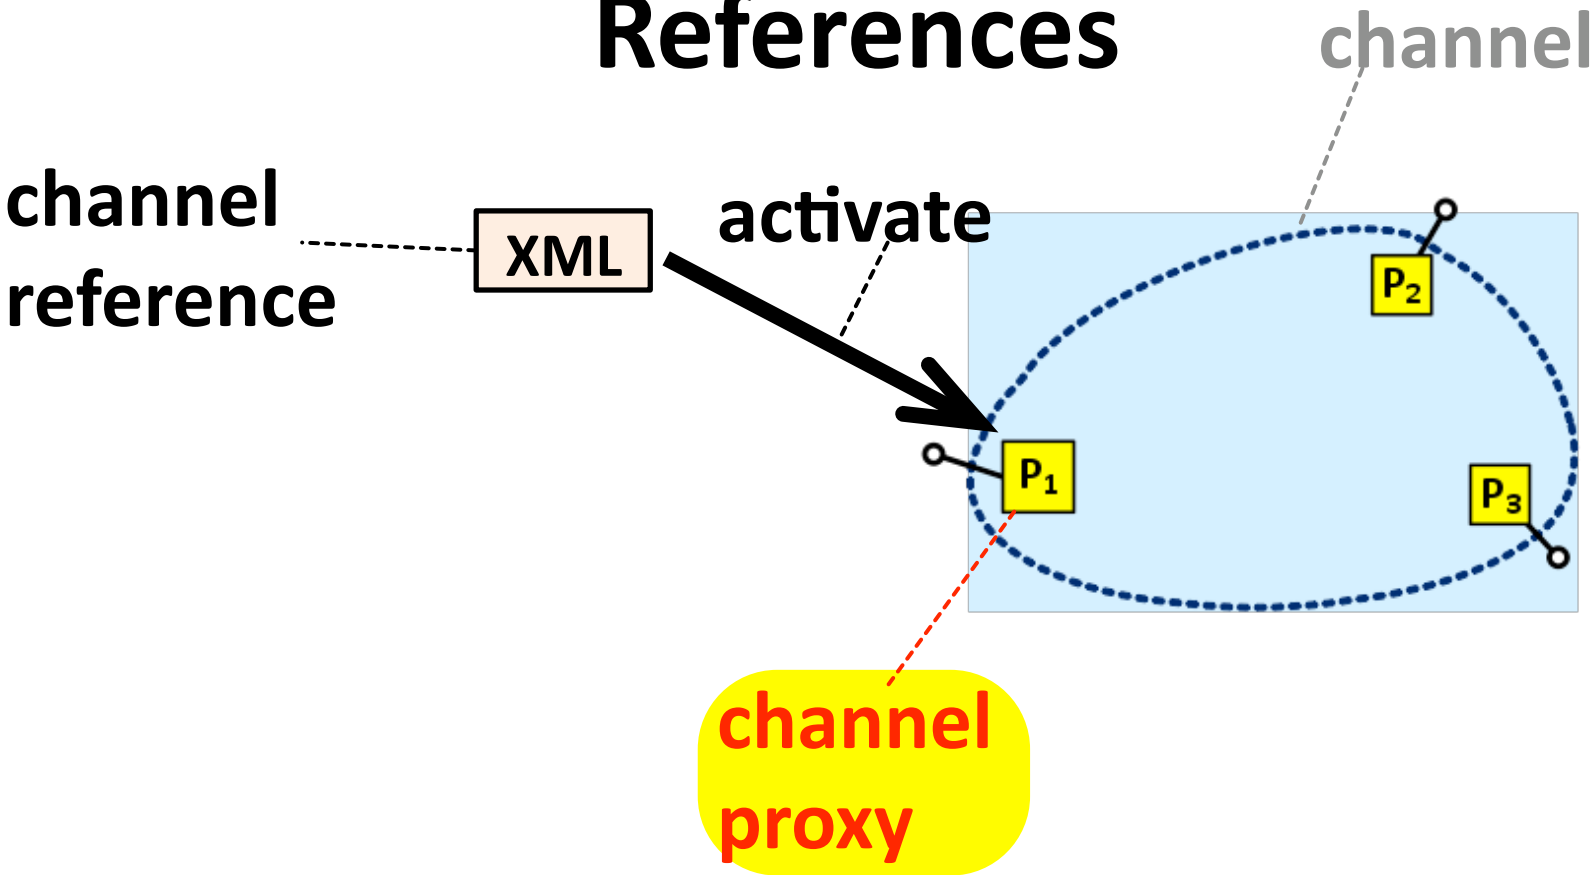 References
channel
channel
reference
XML
activate
P₂
P₁
P₃
channel
proxy